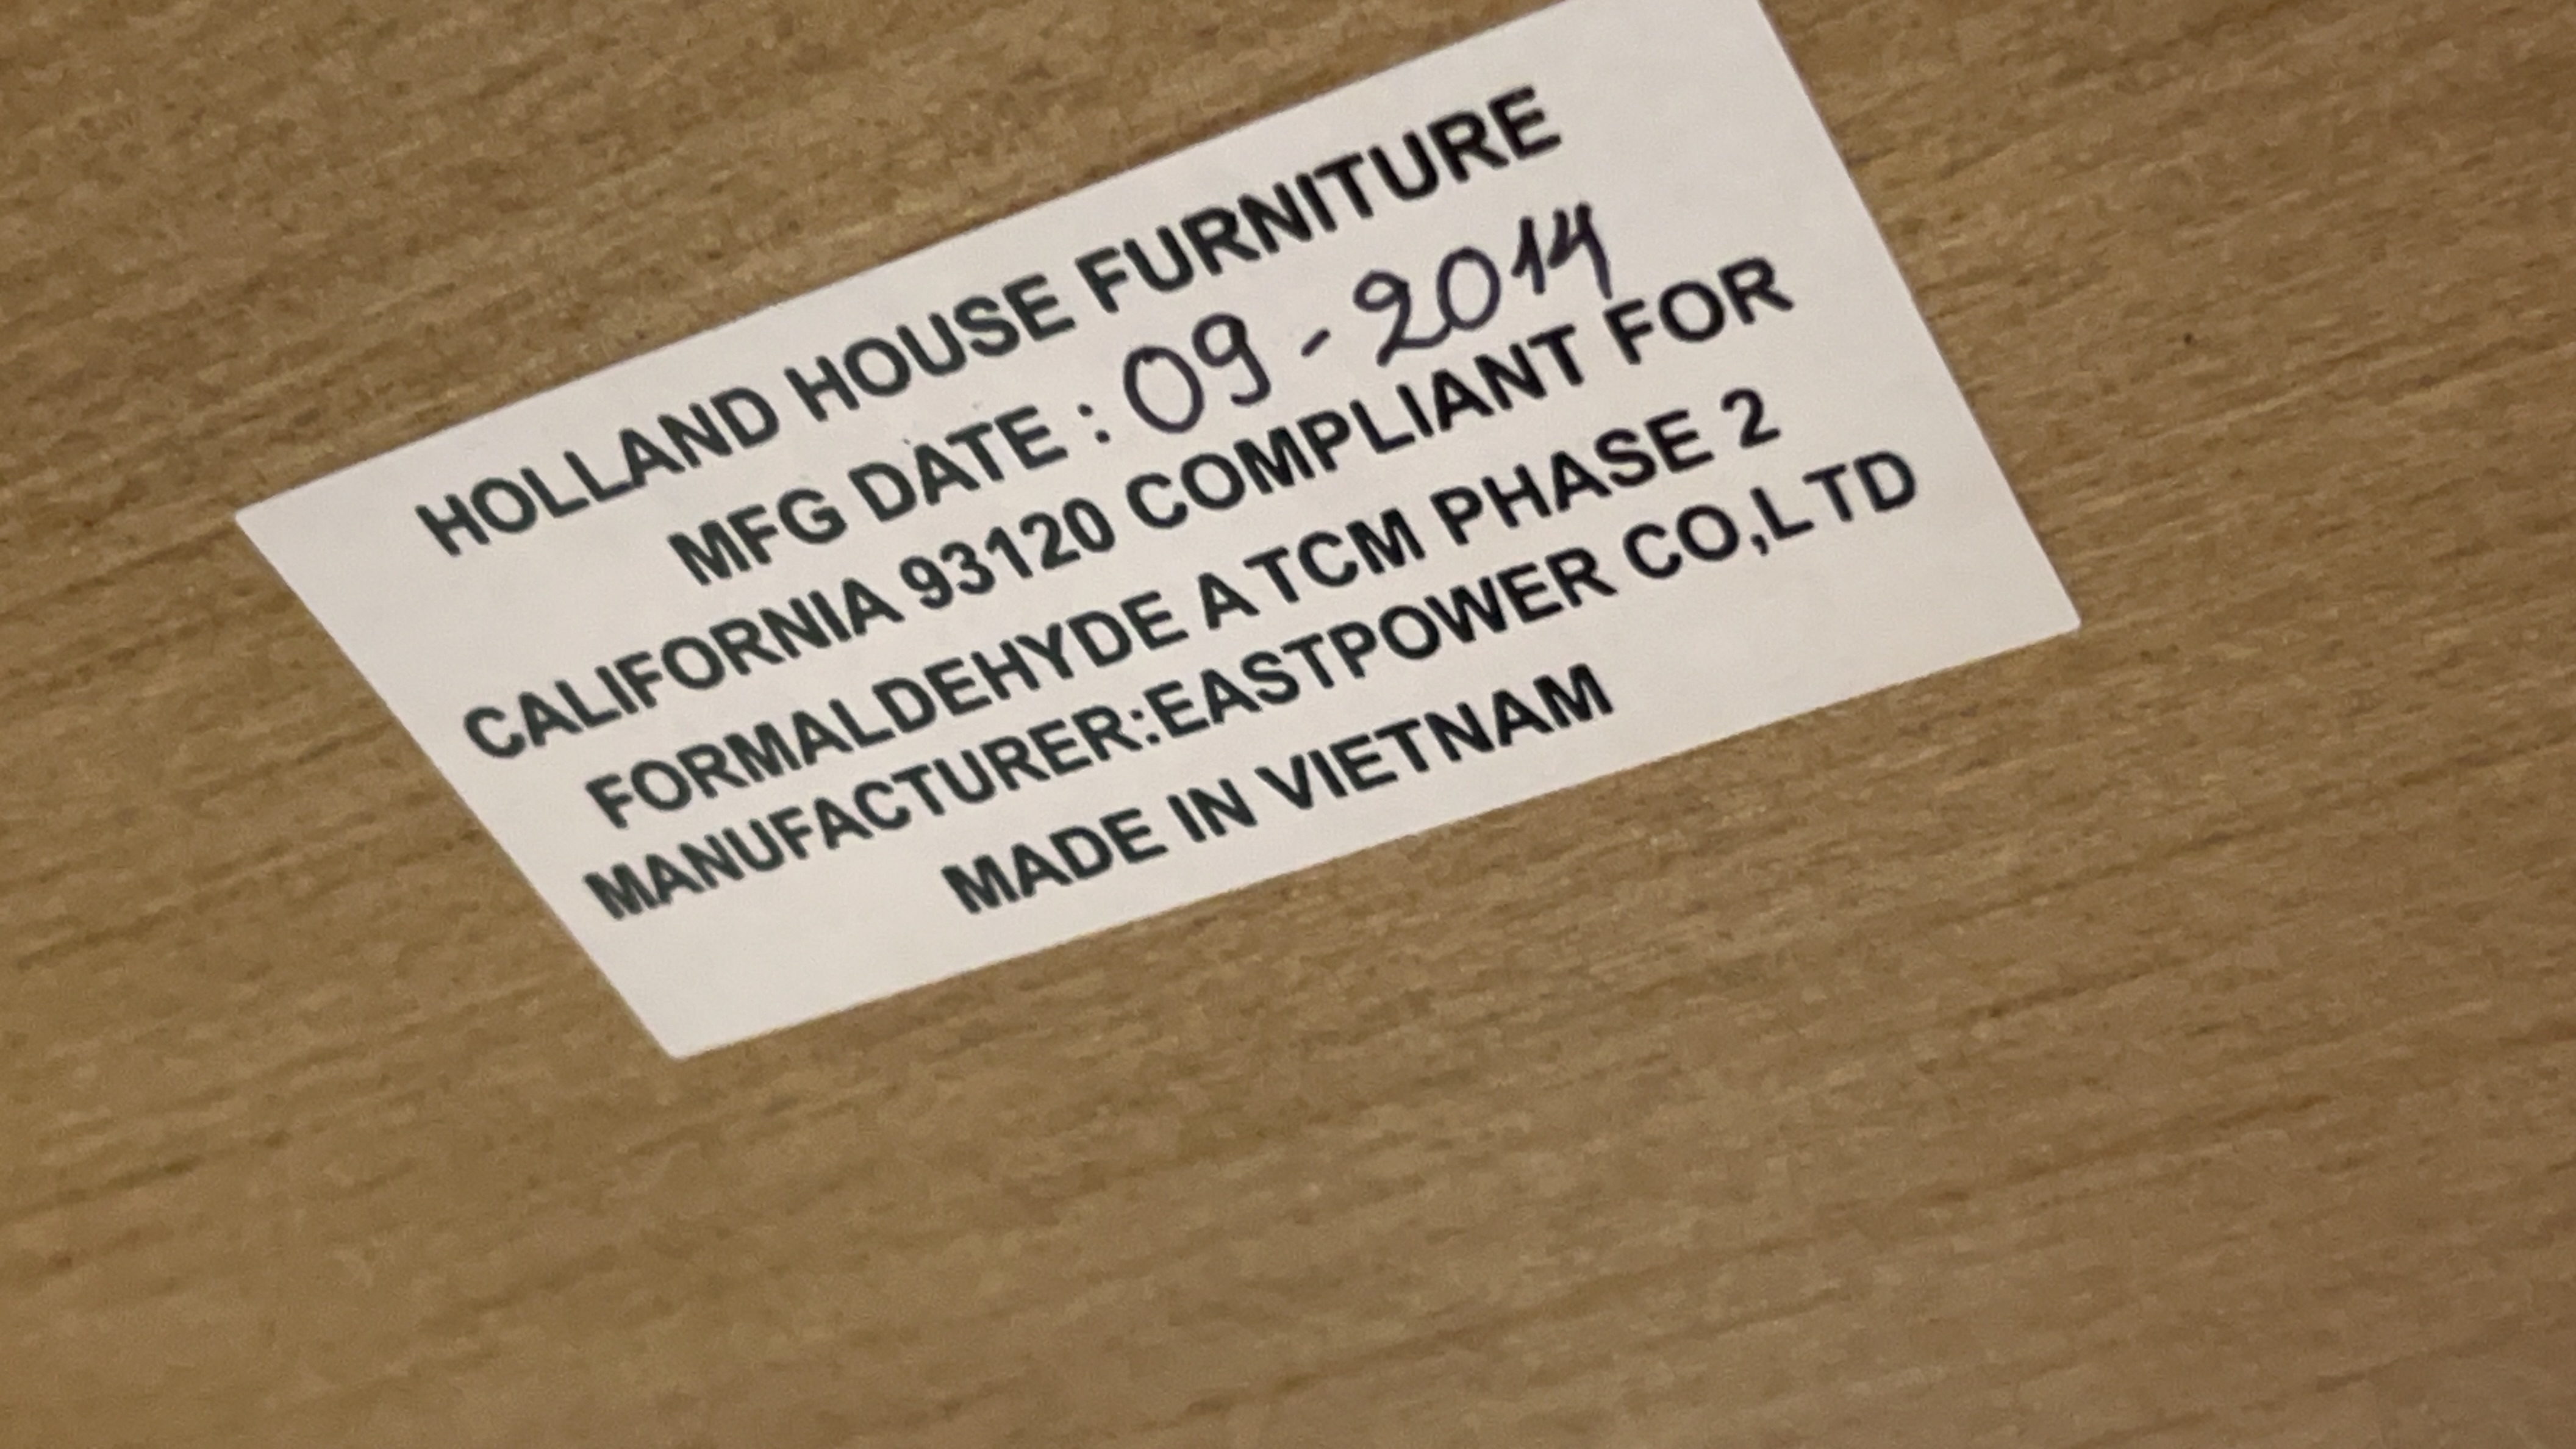 HOLLAND HOUSE FURNITURE
MFG DATE : 09 - 2014
CALIFORNIA 93120 COMPLIANT FOR
FORMALDEHYDE ATCM PHASE 2
MANUFACTURER:EASTPOWER CO,LTD
MADE IN VIETNAM